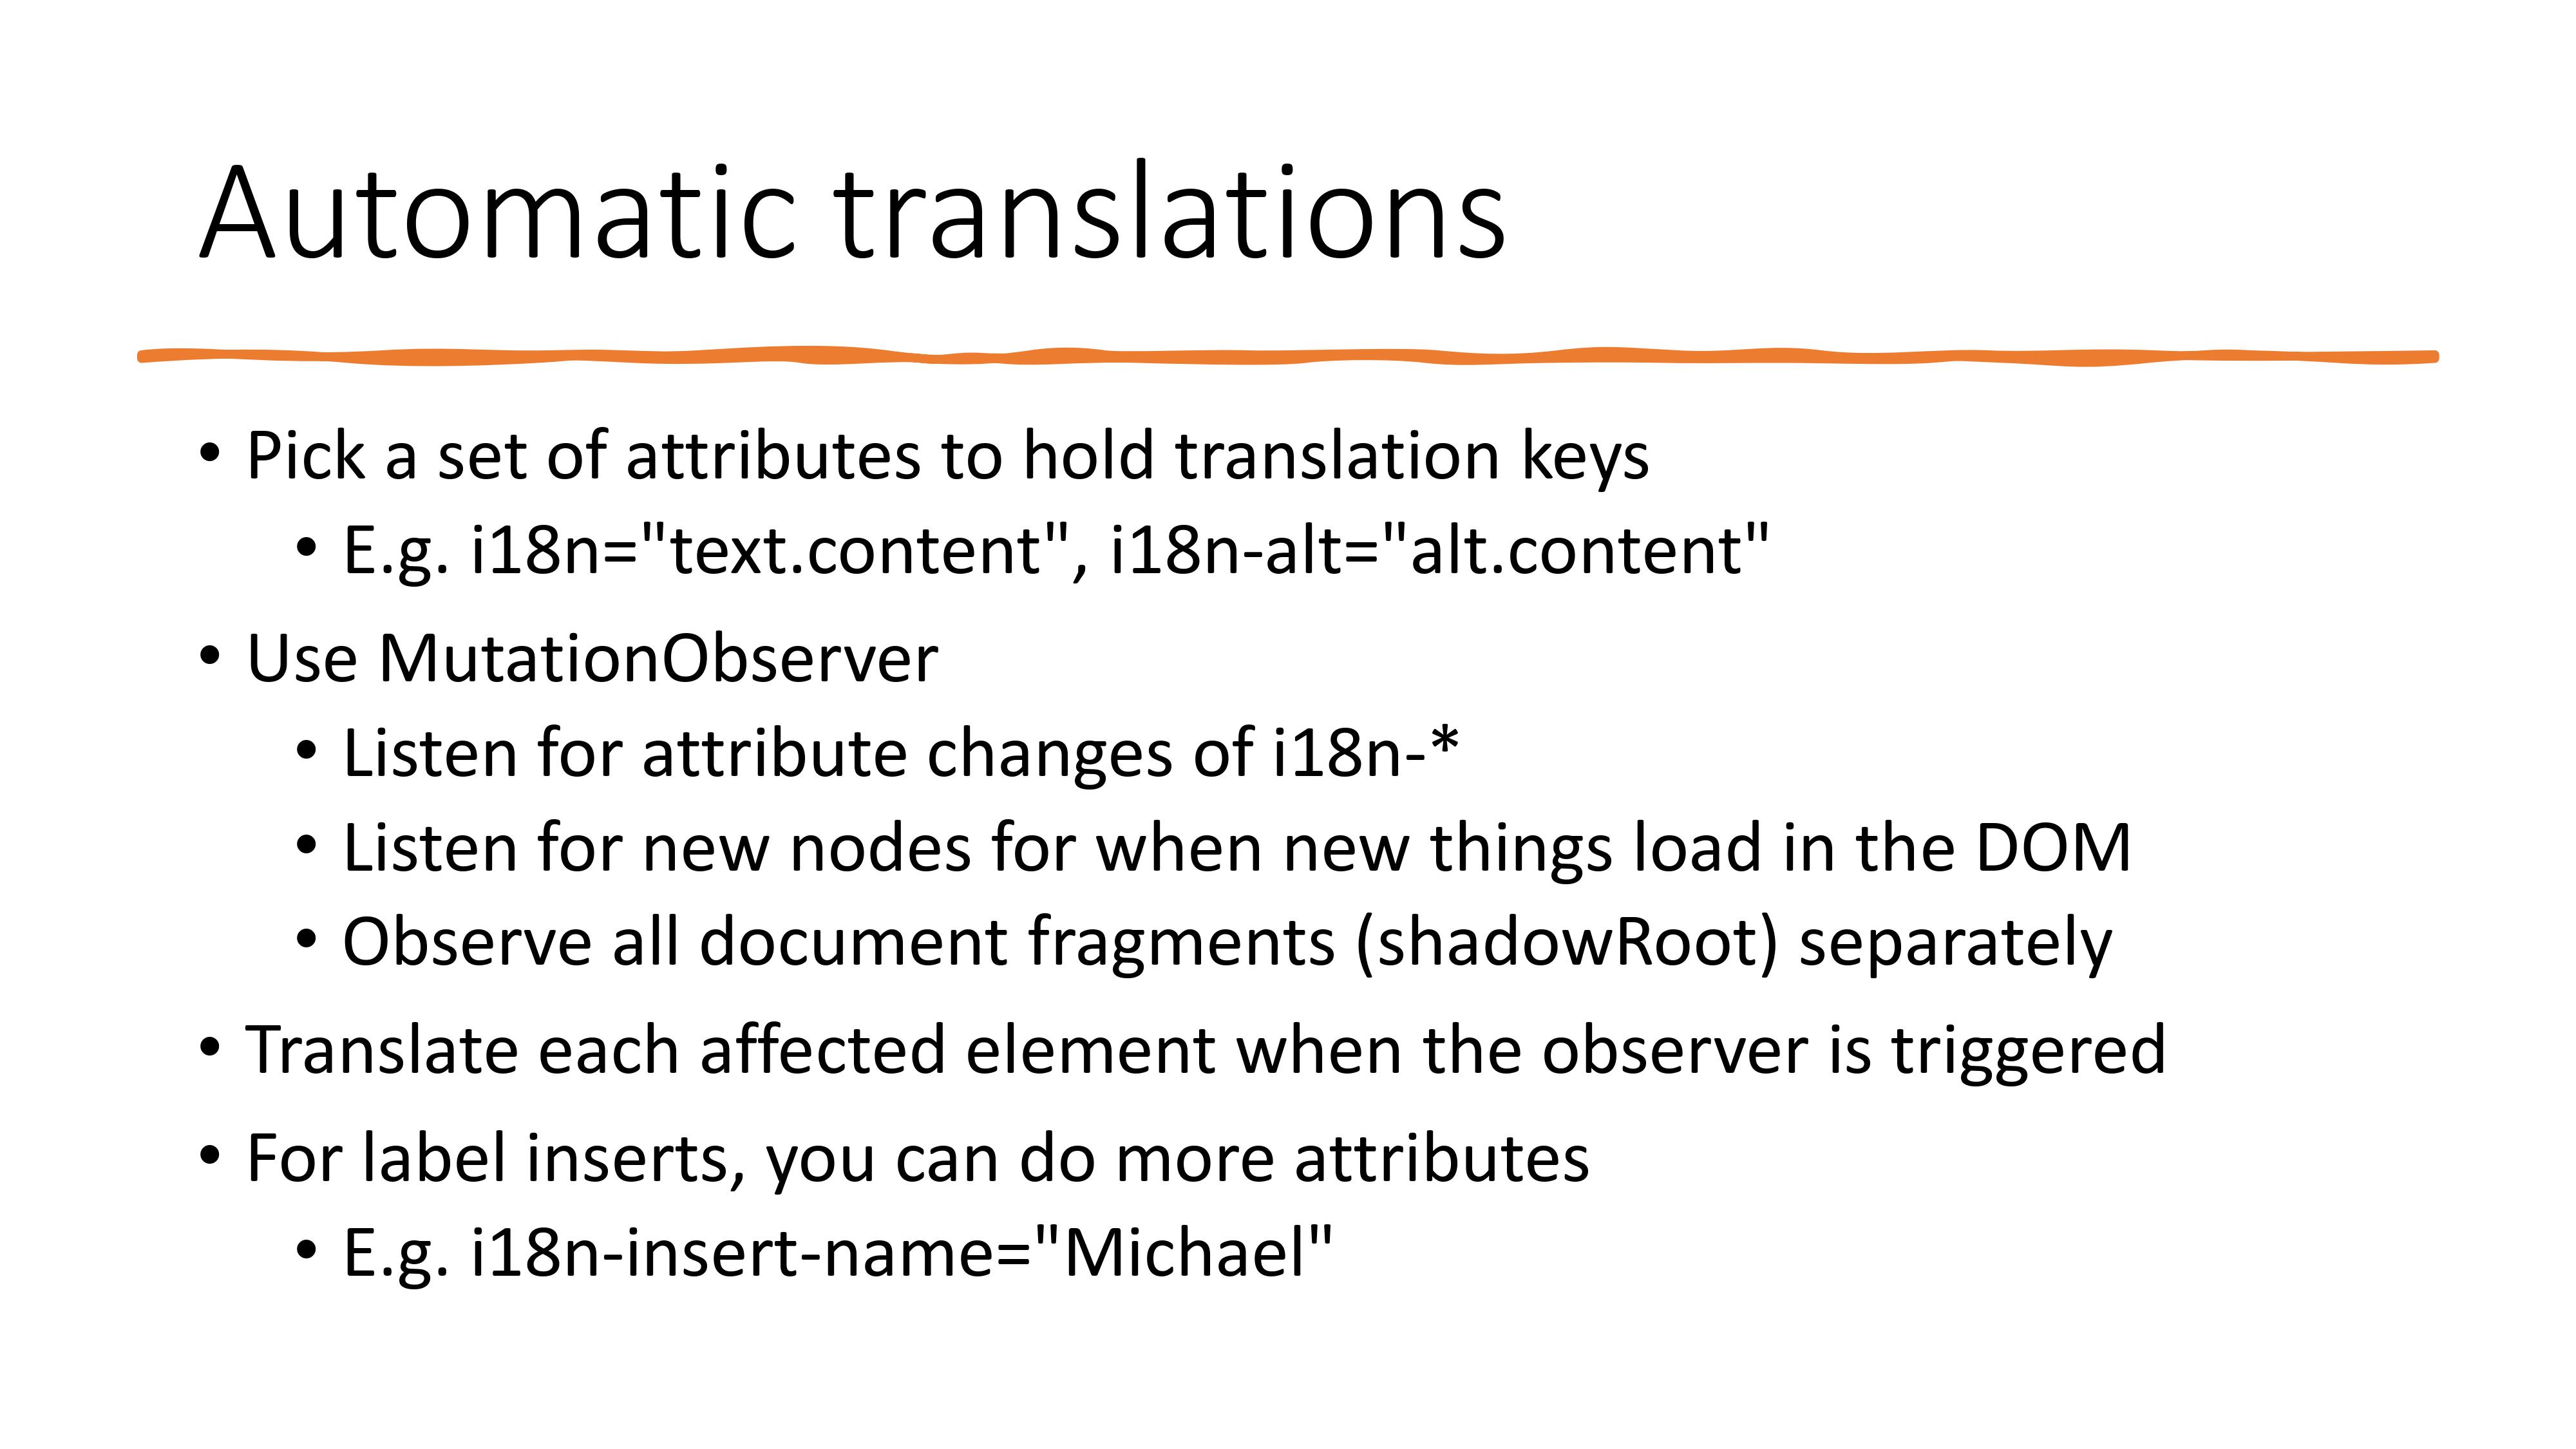 Automatic translations
• Pick a set of attributes to hold translation keys
• E.g. i18n="text.content", i18n-alt="alt.content"
• Use MutationObserver
• Listen for attribute changes of i18n-*
• Listen for new nodes for when new things load in the DOM
• Observe all document fragments (shadowRoot) separately
• Translate each affected element when the observer is triggered
• For label inserts, you can do more attributes
• E.g. i18n-insert-name="Michael"